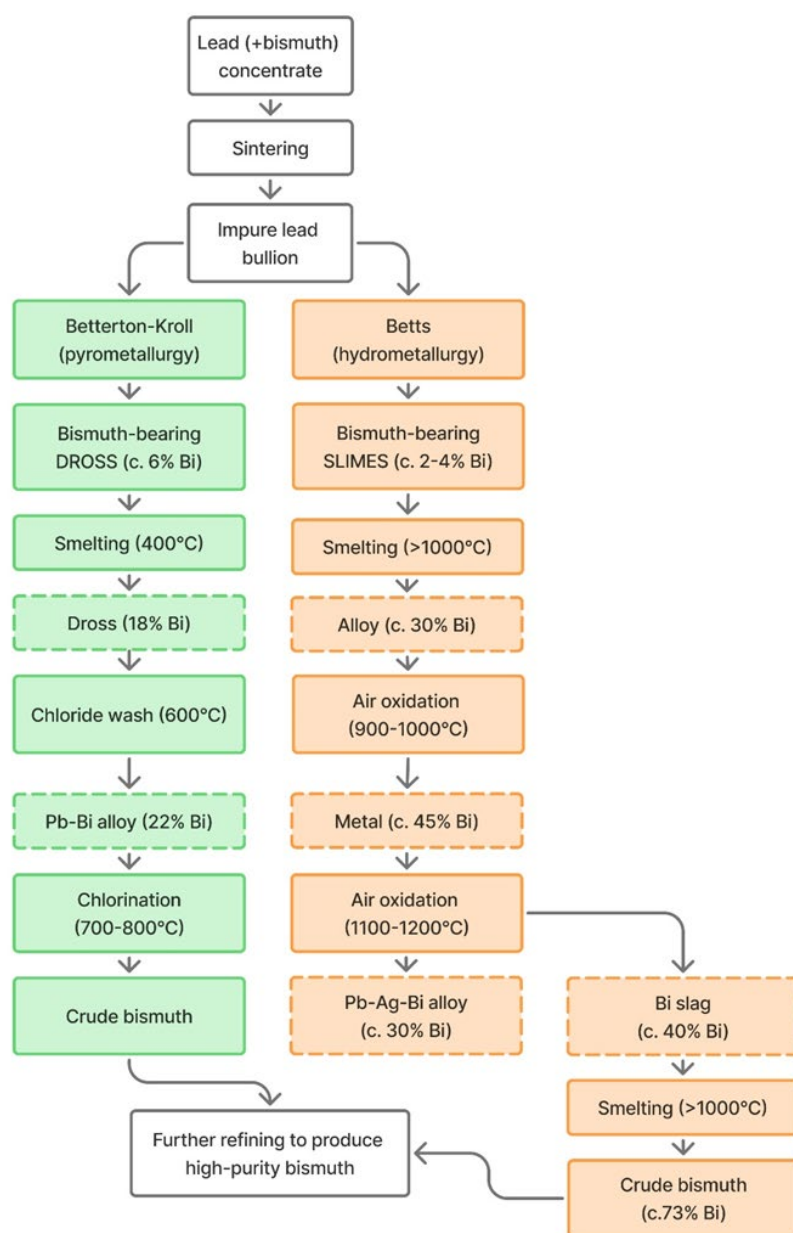 Lead (+bismuth)
concentrate
Sintering
Impure lead
bullion
Betterton-Kroll
(pyrometallurgy)
Bismuth-bearing
DROSS (c. 6% Bi)
Smelting (400°C)
Dross (18% Bi)
Chloride wash (600°C)
Pb-Bi alloy (22% Bi)
Chlorination
(700-800°C)
Crude bismuth
Betts
(hydrometallurgy)
Bismuth-bearing
SLIMES (c. 2-4% Bi)
Smelting (>1000°C)
Alloy (c. 30% Bi)
Air oxidation
(900-1000°C)
Metal (c. 45% Bi)
Air oxidation
(1100-1200°C)
Pb-Ag-Bi alloy
(c. 30% Bi)
Bi slag
(c. 40% Bi)
Smelting (>1000°C)
Crude bismuth
(c.73% Bi)
Further refining to produce
high-purity bismuth